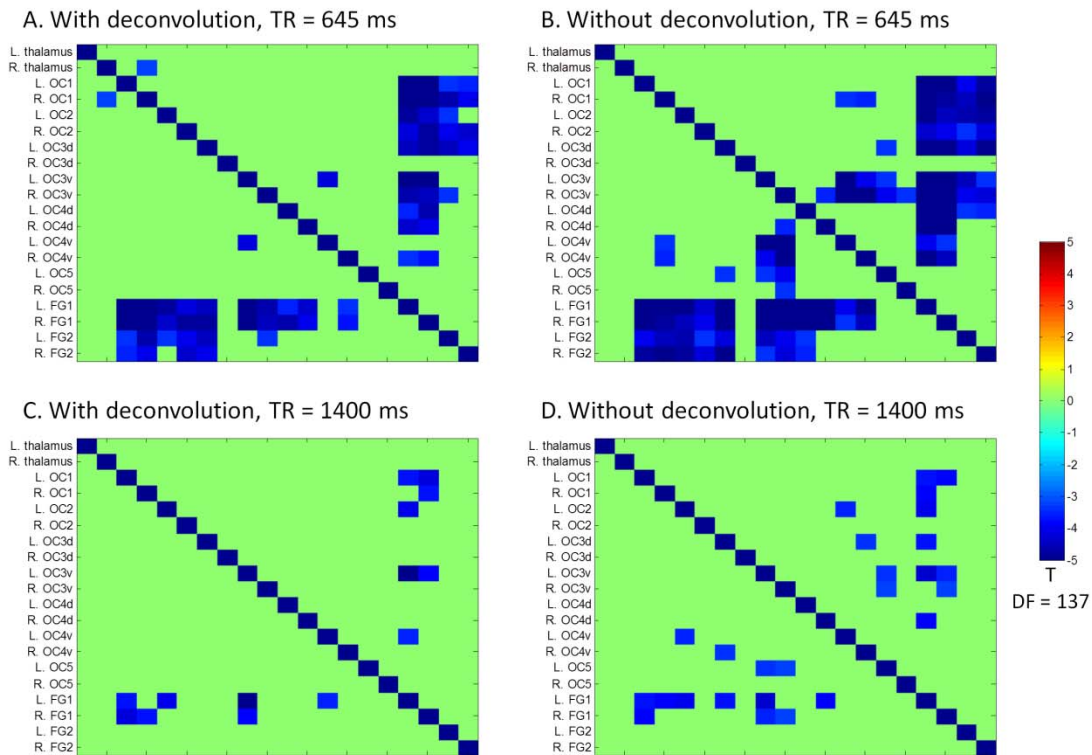 A. With deconvolution, TR = 645 ms
B. Without deconvolution, TR = 645 ms
L. thalamus
R. thalamus
L. OC1
R. OC1
L. OC2
R. OC2
L. OC3d
R. OC3d
L. OC3v
R. OC3v
L. OC4d
R. OC4d
L. OC4v
R. OC4v
L. OC5
R. OC5
L. FG1
R. FG1
L. FG2
R. FG2
L. thalamus
R. thalamus
L. OC1
R. OC1
L. OC2
R. OC2
L. OC3d
R. OC3d
L. OC3v
R. OC3v
L. OC4d
R. OC4d
L. OC4v
R. OC4v
L. OC5
R. OC5
L. FG1
R. FG1
L. FG2
R. FG2
C. With deconvolution, TR = 1400 ms
D. Without deconvolution, TR = 1400 ms
L. thalamus
R. thalamus
L. OC1
R. OC1
L. OC2
R. OC2
L. OC3d
R. OC3d
L. OC3v
R. OC3v
L. OC4d
R. OC4d
L. OC4v
R. OC4v
L. OC5
R. OC5
L. FG1
R. FG1
L. FG2
R. FG2
L. thalamus
R. thalamus
L. OC1
R. OC1
L. OC2
R. OC2
L. OC3d
R. OC3d
L. OC3v
R. OC3v
L. OC4d
R. OC4d
L. OC4v
R. OC4v
L. OC5
R. OC5
L. FG1
R. FG1
L. FG2
R. FG2
5
4
3
2
1
0
-1
-2
-3
-4
-5
T
DF = 137